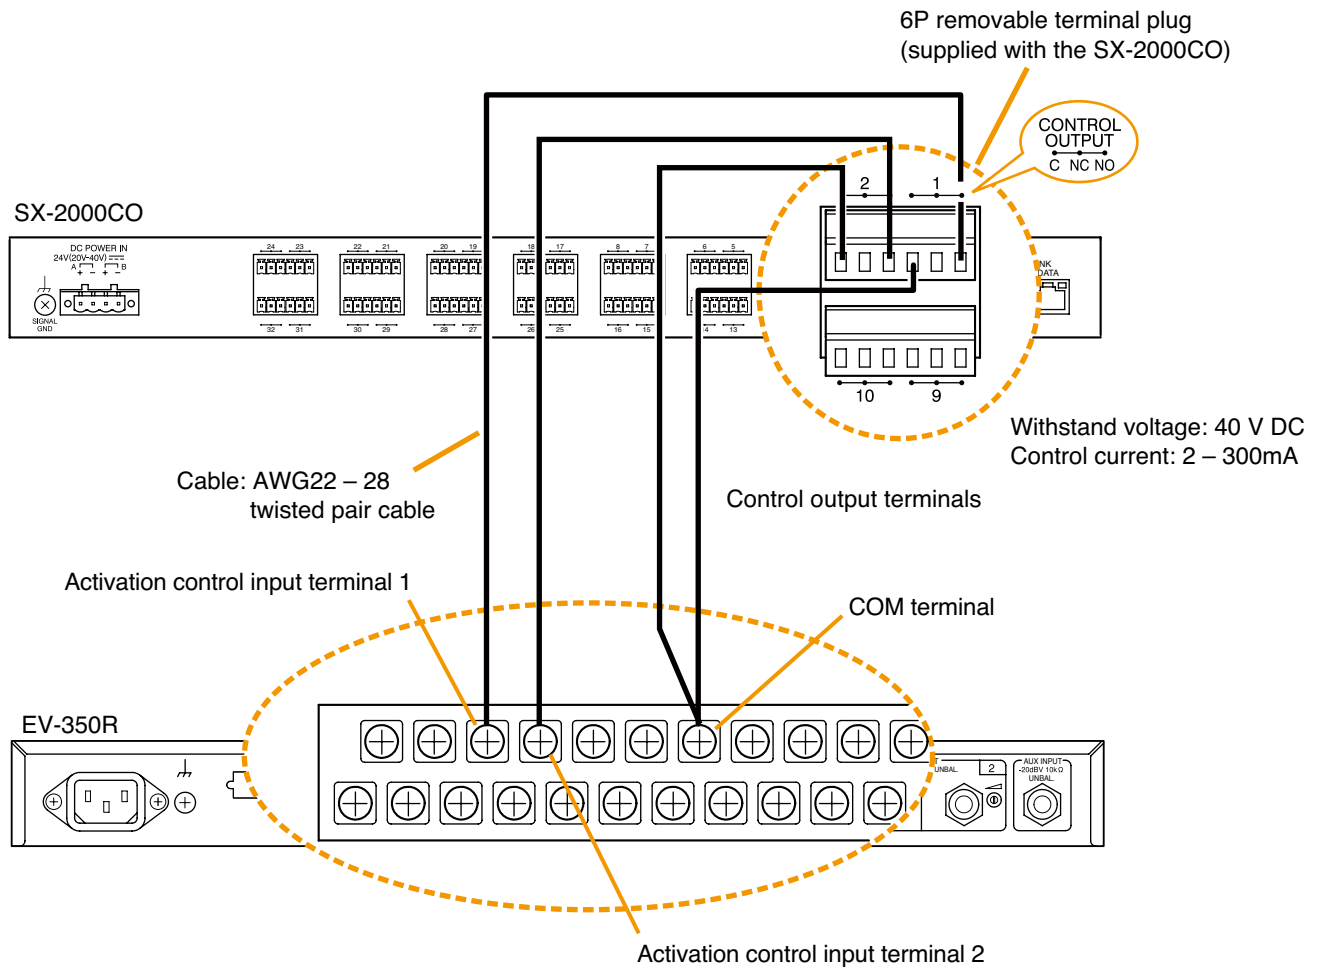 6P removable terminal plug
(supplied with the SX-2000CO)
CONTROL
OUTPUT
C NC NO
2 1
SX-2000CO
DC POWER IN
24V(20V-40V)
A + - + - B
SIGNAL
GND
24 23 22 21 20 19 18 17 8 7 6 5
32 31 30 29 28 27 26 25 16 15 14 13
NK
DATA
10 9
Withstand voltage: 40 V DC
Control current: 2 – 300mA
Cable: AWG22 – 28
twisted pair cable
Control output terminals
Activation control input terminal 1
COM terminal
EV-350R
T
UNBAL.
2
AUX INPUT
-20dBV 10kΩ
UNBAL.
Activation control input terminal 2